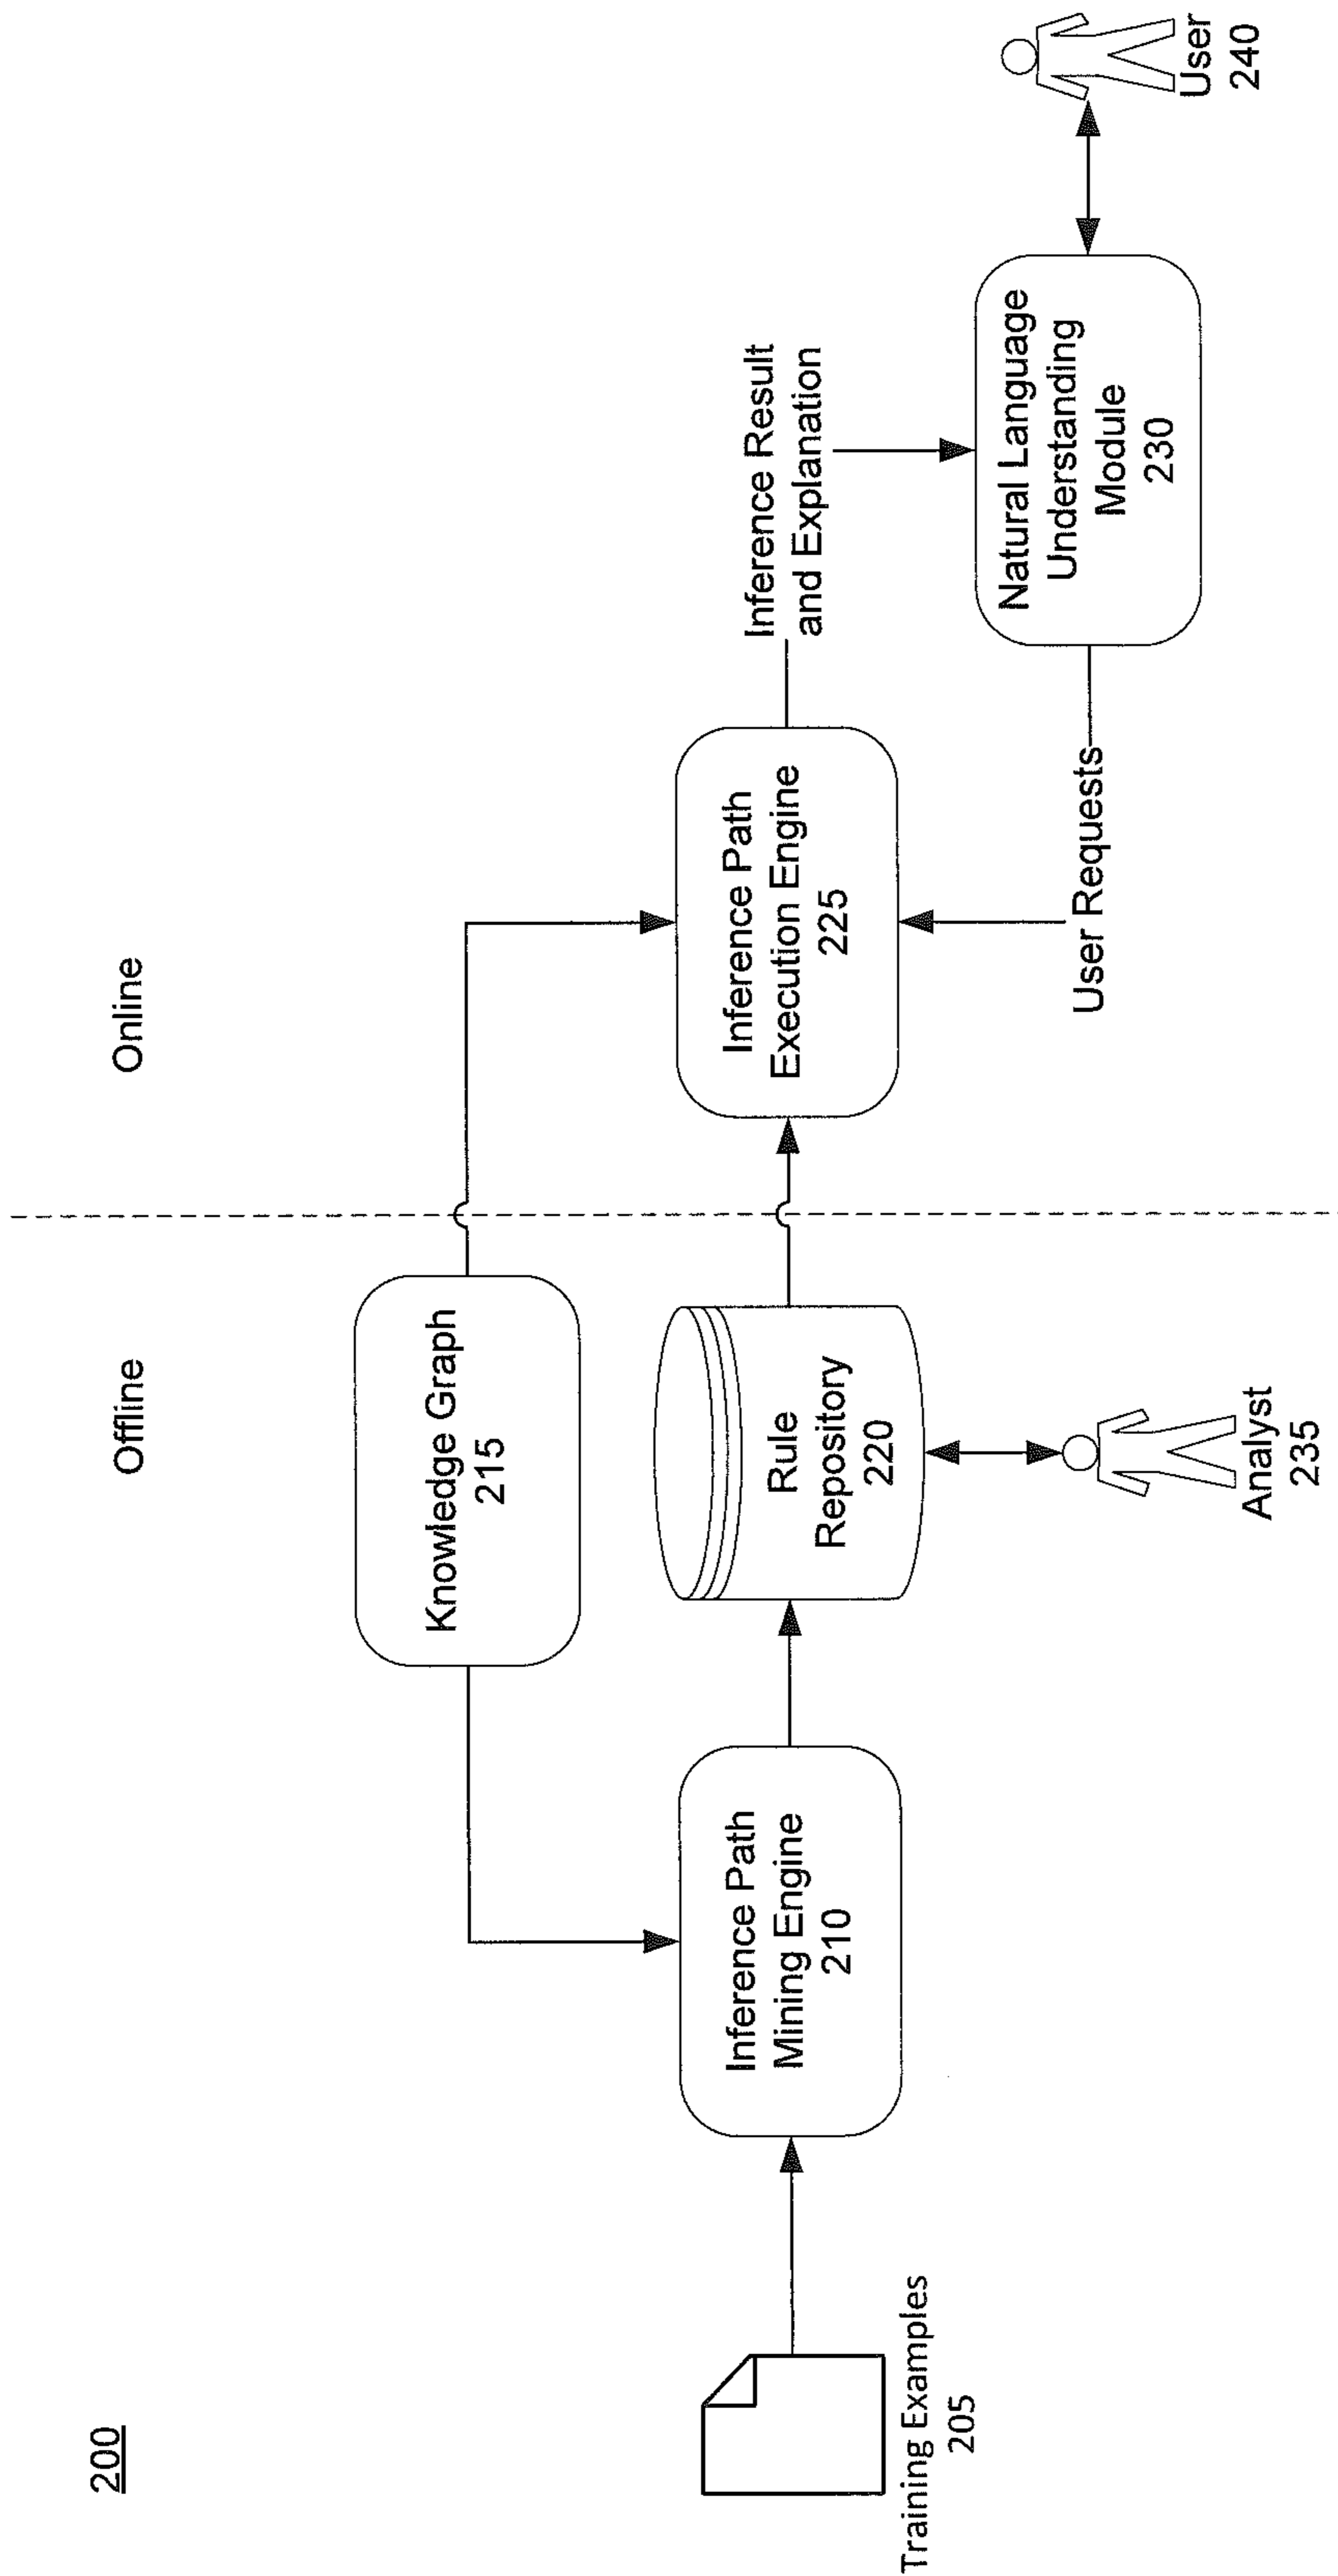 200
Offline
Online
Knowledge Graph
215
Training Examples
205
Inference Path
Mining Engine
210
Rule
Repository
220
Analyst
235
Inference Path
Execution Engine
225
Inference Result
and Explanation
User Requests
Natural Language
Understanding
Module
230
User
240